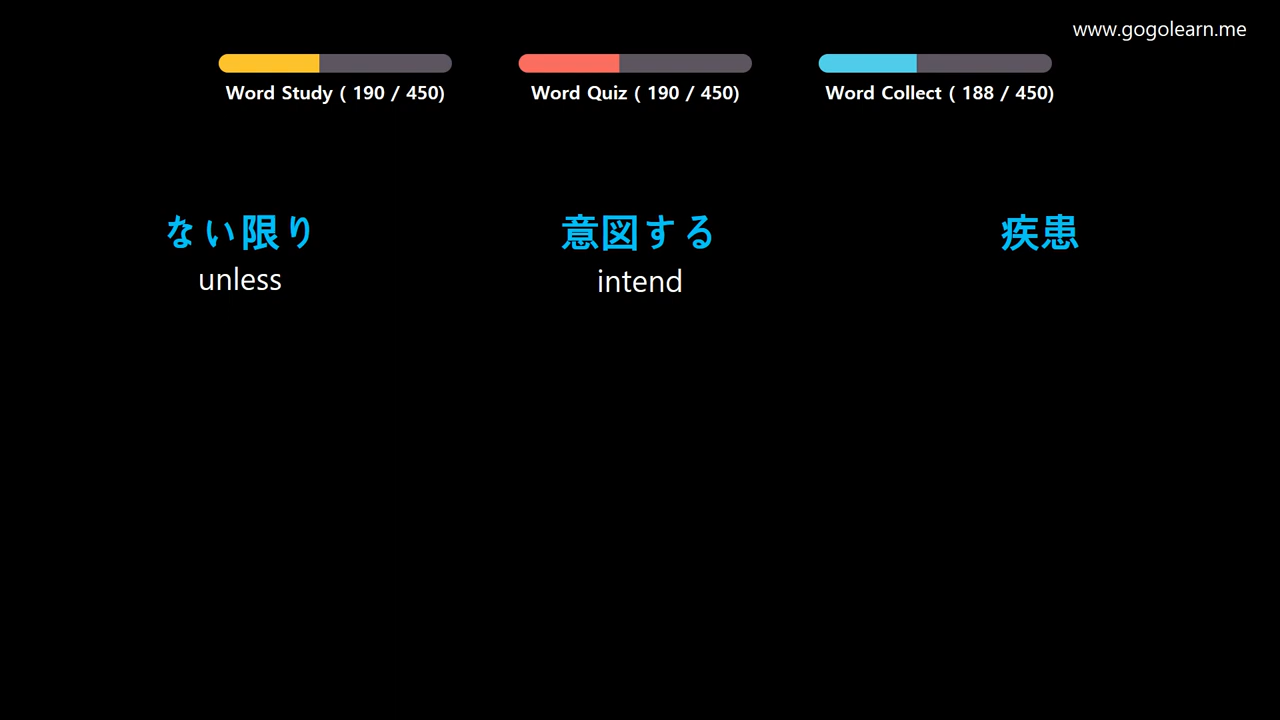 www.gogolearn.me
Word Study ( 190 / 450)
Word Quiz ( 190 / 450)
Word Collect ( 188 / 450)
ない限り
unless
意図する
intend
疾患